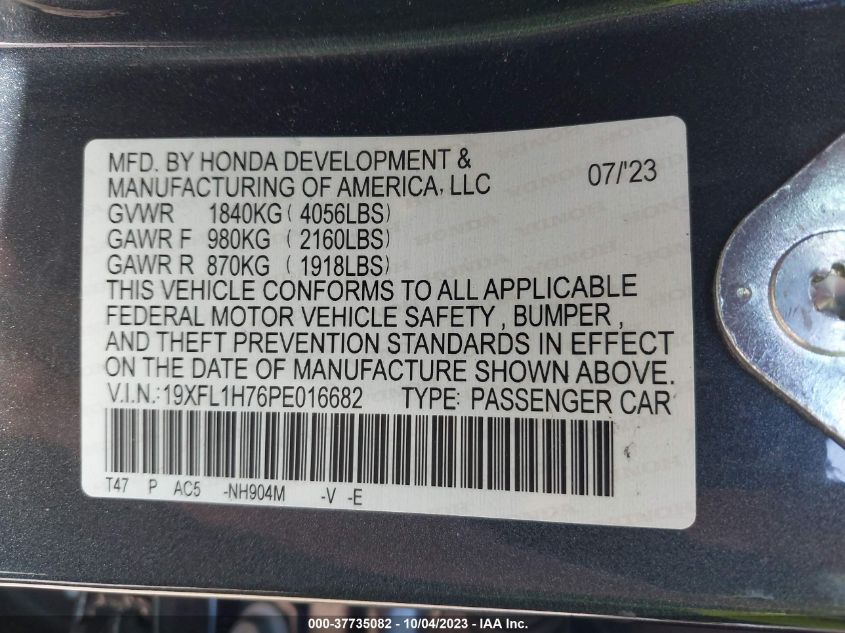 MFD. BY HONDA DEVELOPMENT &
MANUFACTURING OF AMERICA, LLC 07/'23
GVWR 1840KG ( 4056LBS)
GAWR F 980KG ( 2160LBS)
GAWR R 870KG ( 1918LBS)
THIS VEHICLE CONFORMS TO ALL APPLICABLE
FEDERAL MOTOR VEHICLE SAFETY , BUMPER ,
AND THEFT PREVENTION STANDARDS IN EFFECT
ON THE DATE OF MANUFACTURE SHOWN ABOVE.
V.I.N.:19XFL1H76PE016682 TYPE: PASSENGER CAR
T47 P AC5 -NH904M -V -E
000-37735082 - 10/04/2023 - IAA Inc.